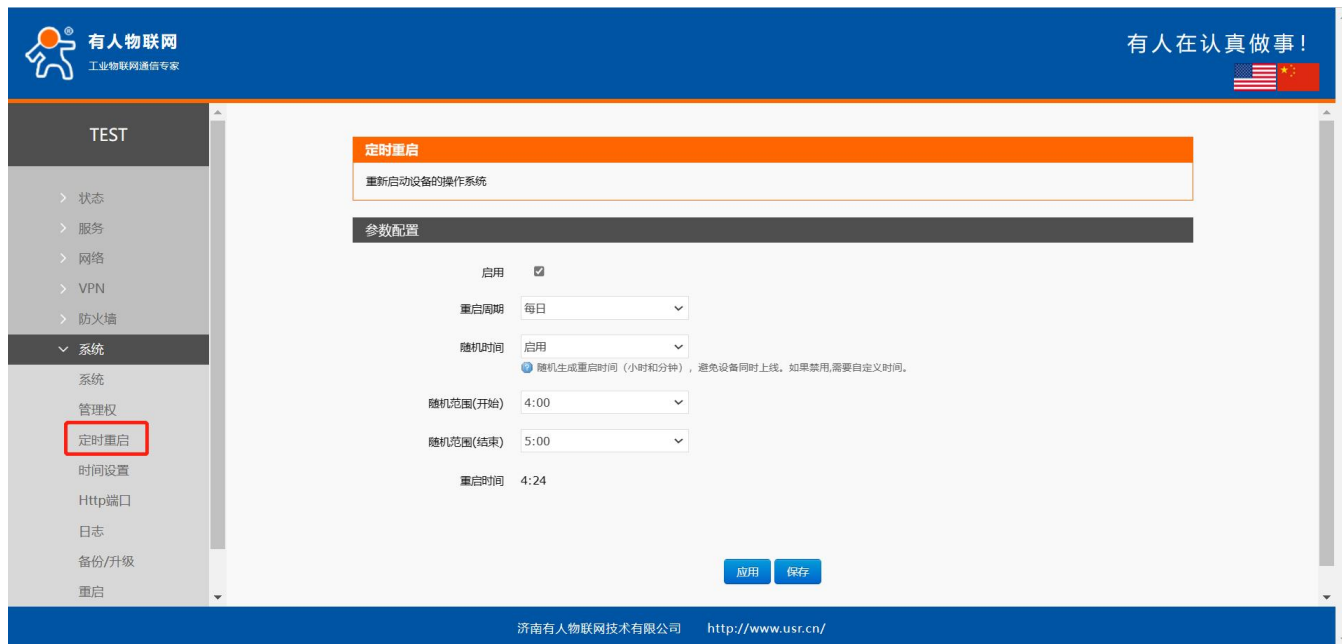 有人物联网
工业物联网通信专家
有人在认真做事!
TEST
状态
服务
网络
VPN
防火墙
系统
系统
管理权
定时重启
时间设置
Http端口
日志
备份/升级
重启
定时重启
重新启动设备的操作系统
参数配置
启用
重启周期 每日
随机时间 启用
随机生成重启时间（小时和分钟）, 避免设备同时上线。如果禁用,需要自定义时间。
随机范围(开始) 4:00
随机范围(结束) 5:00
重启时间 4:24
应用 保存
济南有人物联网技术有限公司 http://www.usr.cn/